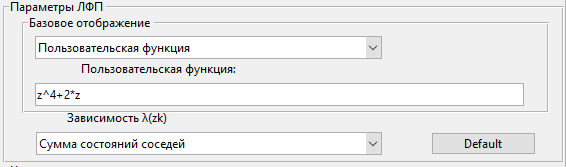 Параметры ЛФП
Базовое отображение
Пользовательская функция
Пользовательская функция:
z^4+2*z
Зависимость λ(zk)
Сумма состояний соседей
Default